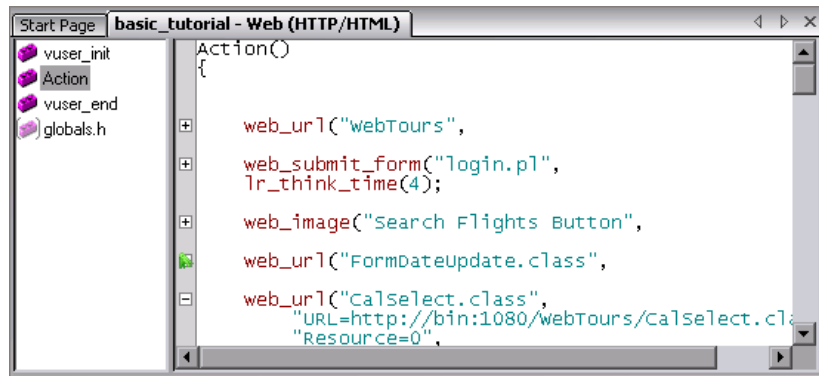 Start Page basic_tutorial - Web (HTTP/HTML)
vuser_init
Action
vuser_end
globals.h
Action()
{
web_url("WebTours",
web_submit_form("login.pl",
lr_think_time(4);
web_image("Search Flights Button",
web_url("FormDateUpdate.class",
web_url("CalSelect.class",
"URL=http://bin:1080/WebTours/CalSelect.cla
"Resource=0",